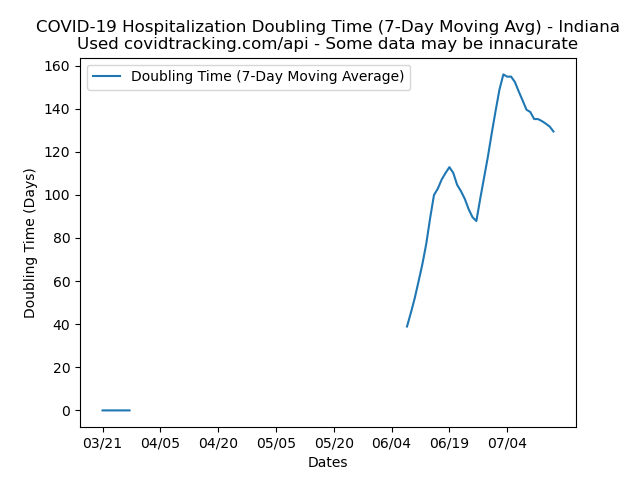 COVID-19 Hospitalization Doubling Time (7-Day Moving Avg) - Indiana
Used covidtracking.com/api - Some data may be innacurate
Doubling Time (7-Day Moving Average)
160
140
120
100
80
60
40
20
0
Doubling Time (Days)
03/21 04/05 04/20 05/05 05/20 06/04 06/19 07/04
Dates